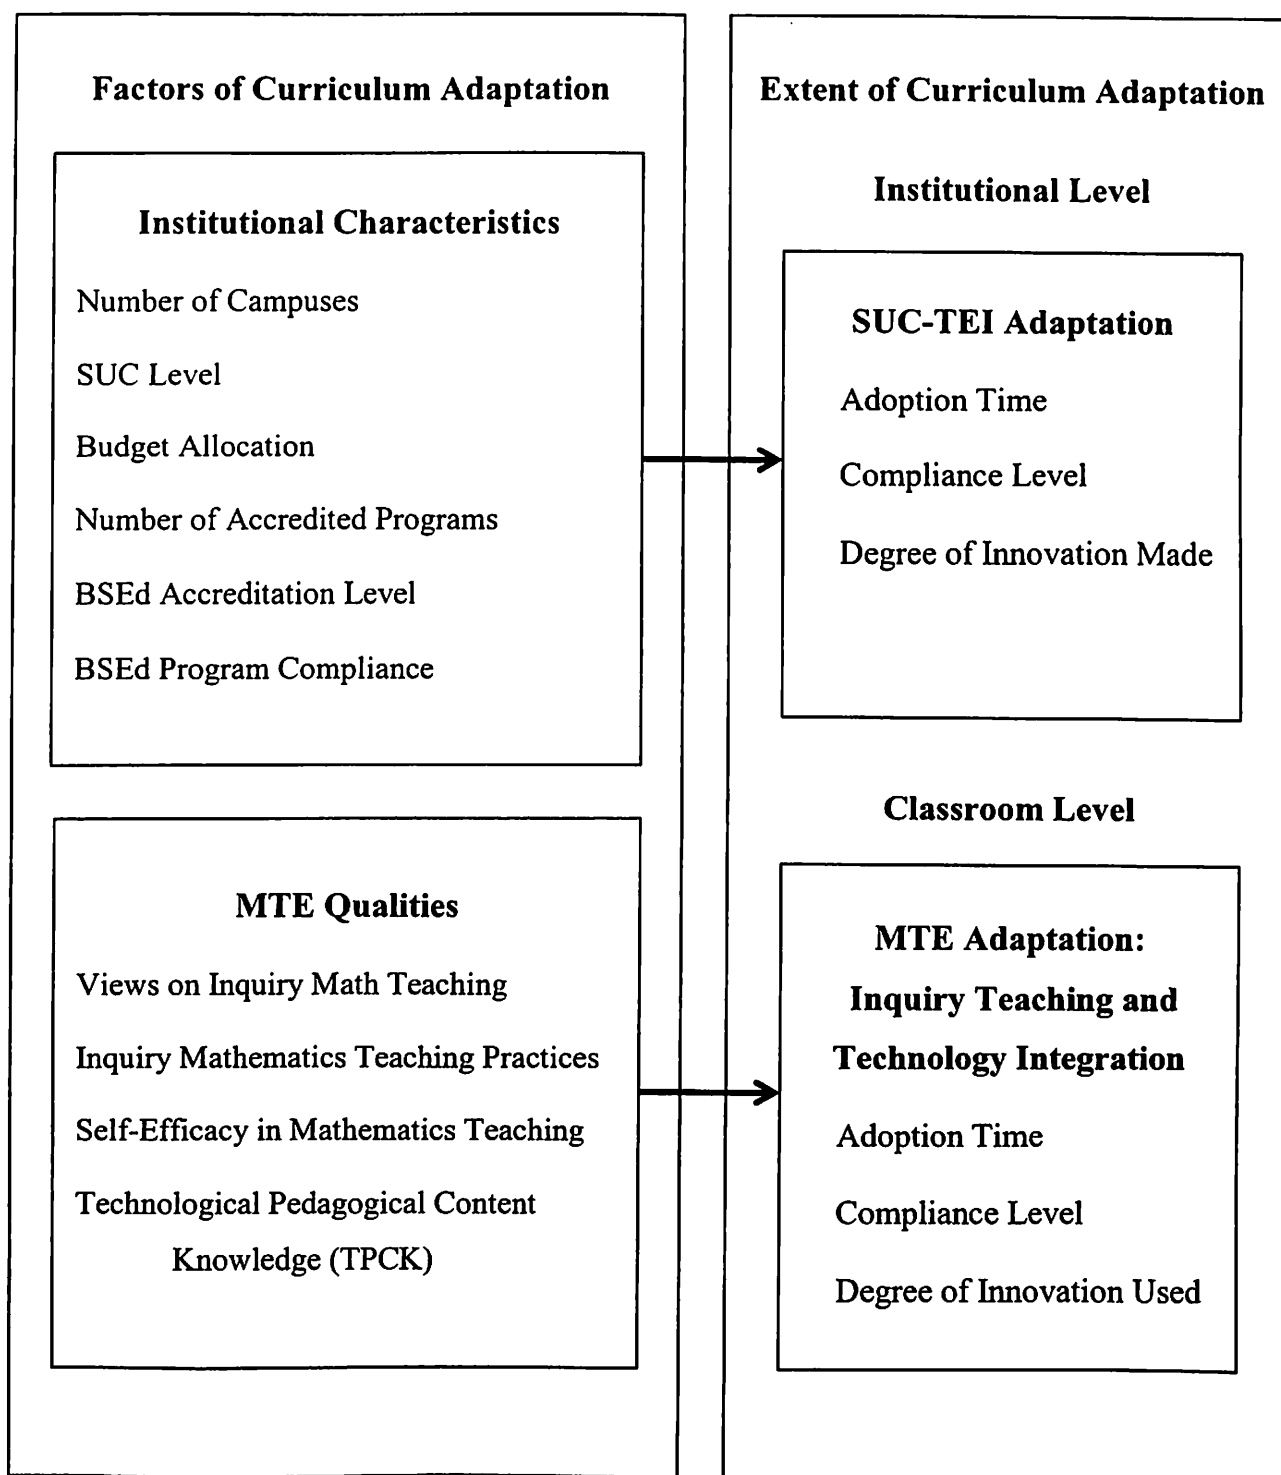 Factors of Curriculum Adaptation
Institutional Characteristics
Number of Campuses
SUC Level
Budget Allocation
Number of Accredited Programs
BSEd Accreditation Level
BSEd Program Compliance
MTE Qualities
Views on Inquiry Math Teaching
Inquiry Mathematics Teaching Practices
Self-Efficacy in Mathematics Teaching
Technological Pedagogical Content
Knowledge (TPCK)
Extent of Curriculum Adaptation
Institutional Level
SUC-TEI Adaptation
Adoption Time
Compliance Level
Degree of Innovation Made
Classroom Level
MTE Adaptation:
Inquiry Teaching and
Technology Integration
Adoption Time
Compliance Level
Degree of Innovation Used